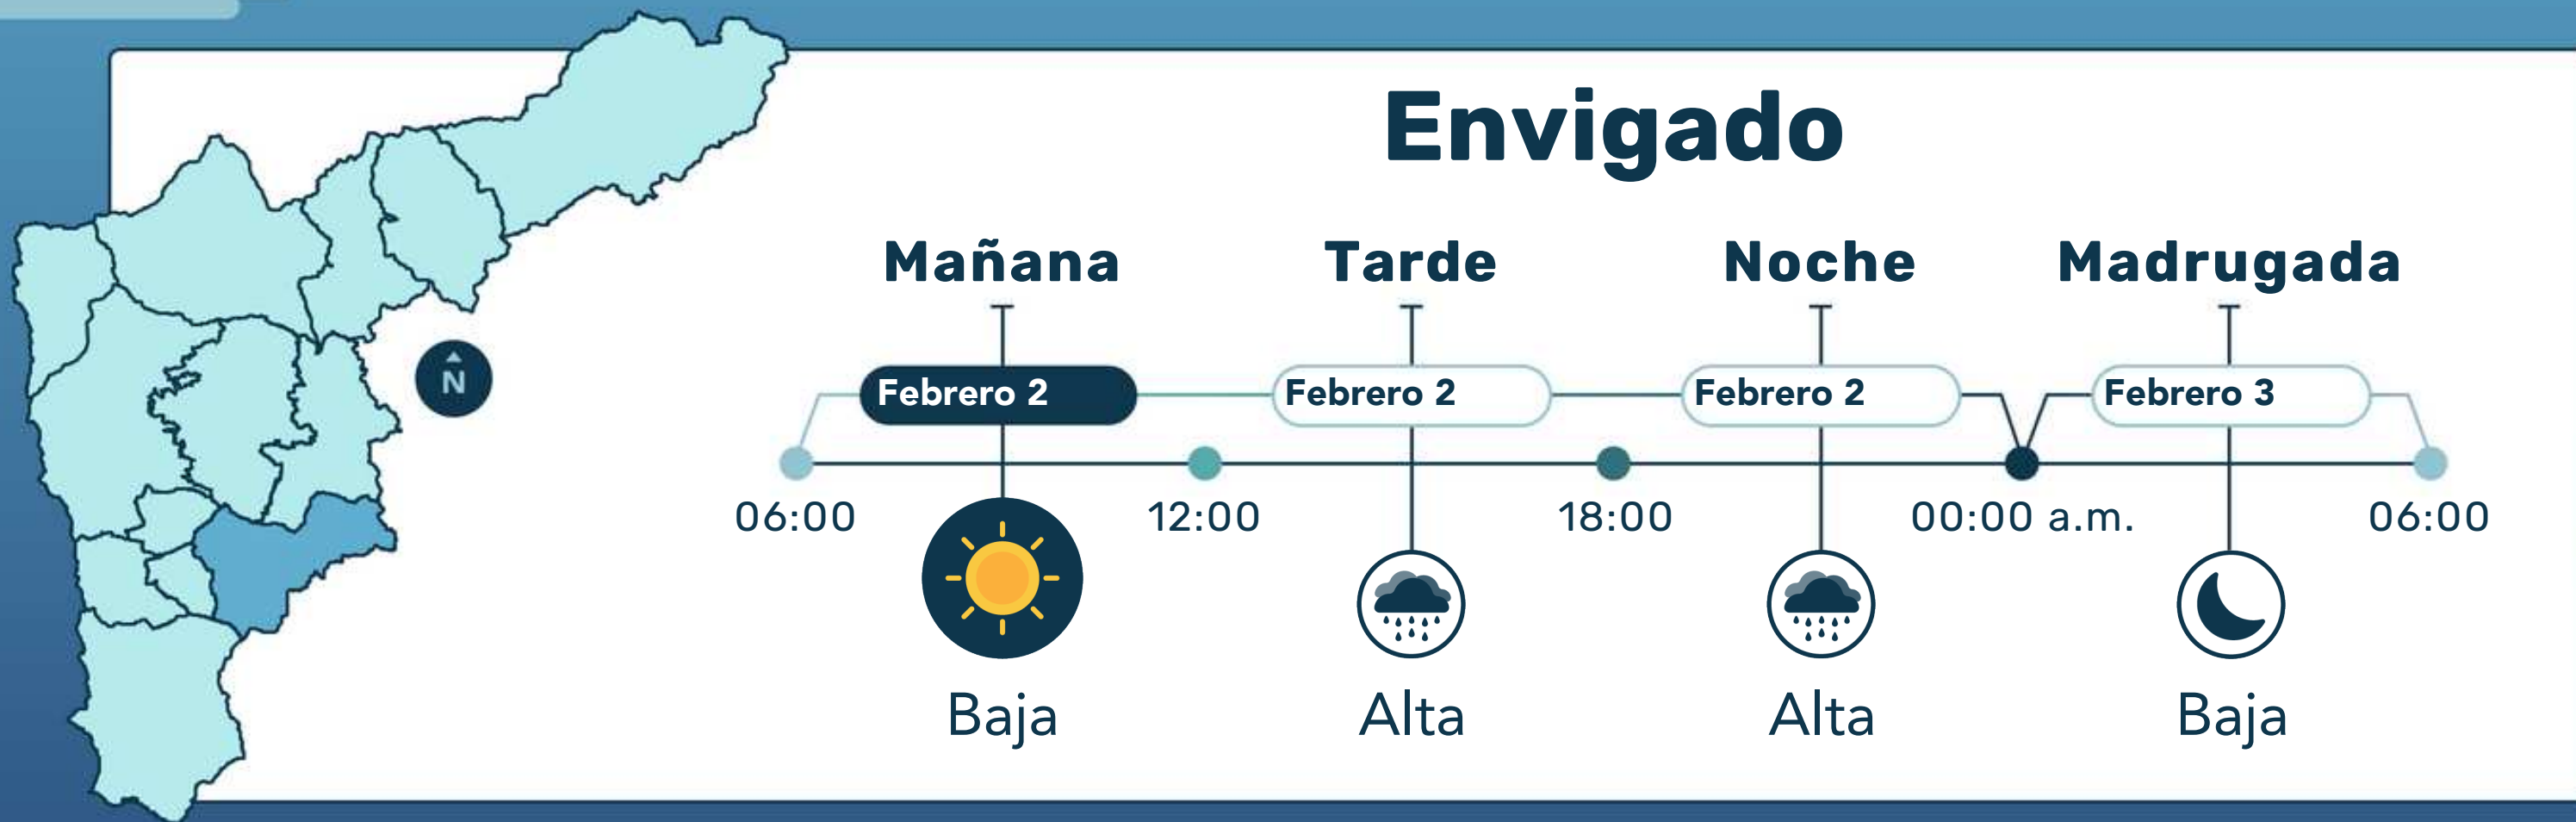 Envigado
Mañana Tarde Noche Madrugada
Febrero 2 Febrero 2 Febrero 2 Febrero 3
N
06:00 12:00 18:00 00:00 a.m. 06:00
Baja Alta Alta Baja